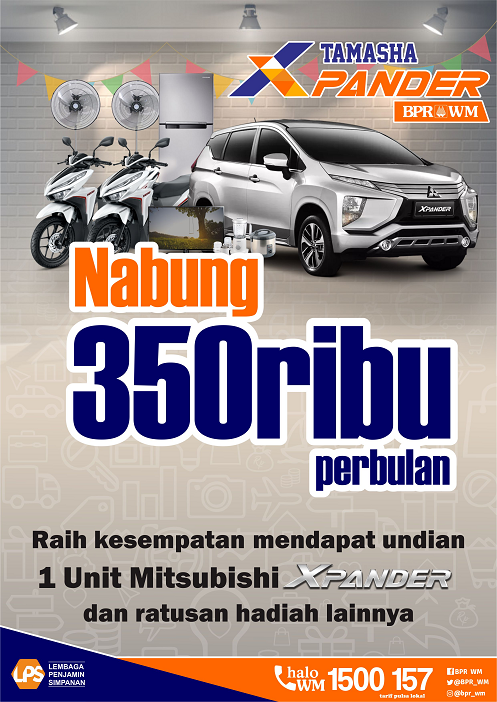 TAMASHA
XPANDER
BPR WM
XPANDER
Nabung
350ribu
perbulan
Raih kesempatan mendapat undian
1 Unit Mitsubishi XPANDER
dan ratusan hadiah lainnya
LPS LEMBAGA
PENJAMIN
SIMPANAN
halo
WM 1500 157
tarif pulsa lokal
BPR WM
@BPR_WM
@bpr_wm